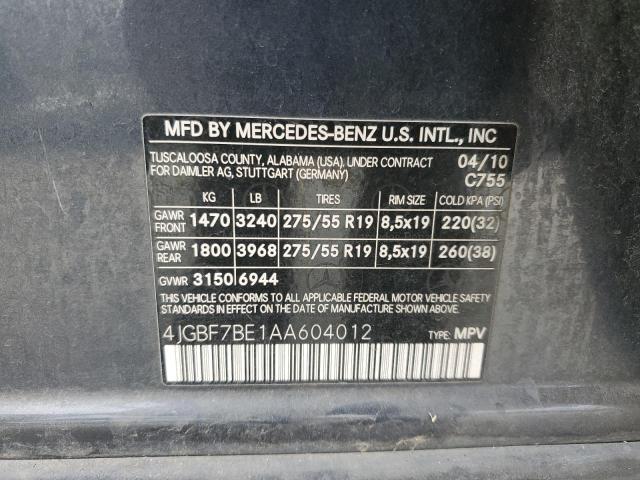 MFD BY MERCEDES-BENZ U.S. INTL., INC
TUSCALOOSA COUNTY, ALABAMA (USA), UNDER CONTRACT 04/10
FOR DAIMLER AG, STUTTGART (GERMANY) C755
KG LB TIRES RIM SIZE COLD KPA (PSI)
GAWR FRONT 1470 3240 275/55 R19 8,5x19 220(32)
GAWR REAR 1800 3968 275/55 R19 8,5x19 260(38)
GVWR 3150 6944
THIS VEHICLE CONFORMS TO ALL APPLICABLE FEDERAL MOTOR VEHICLE SAFETY
STANDARDS IN EFFECT ON THE DATE OF MANUFACTURE SHOWN ABOVE.
4JGBF7BE1AA604012 TYPE: MPV